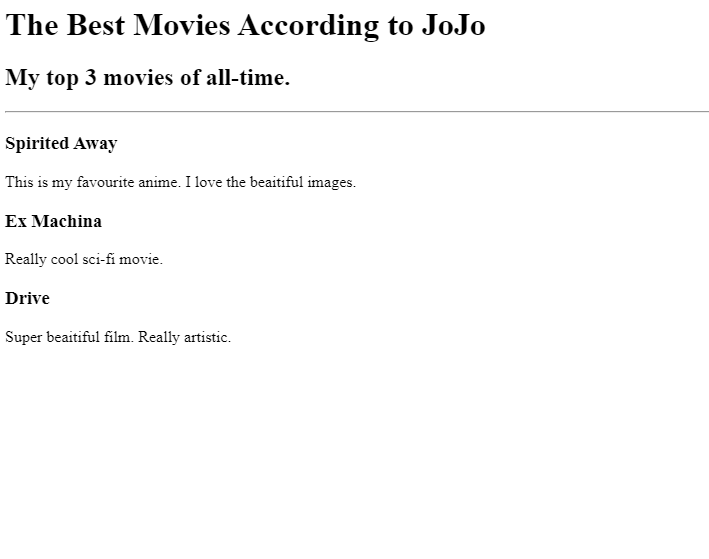 The Best Movies According to JoJo
My top 3 movies of all-time.
Spirited Away
This is my favourite anime. I love the beaitiful images.
Ex Machina
Really cool sci-fi movie.
Drive
Super beaitiful film. Really artistic.